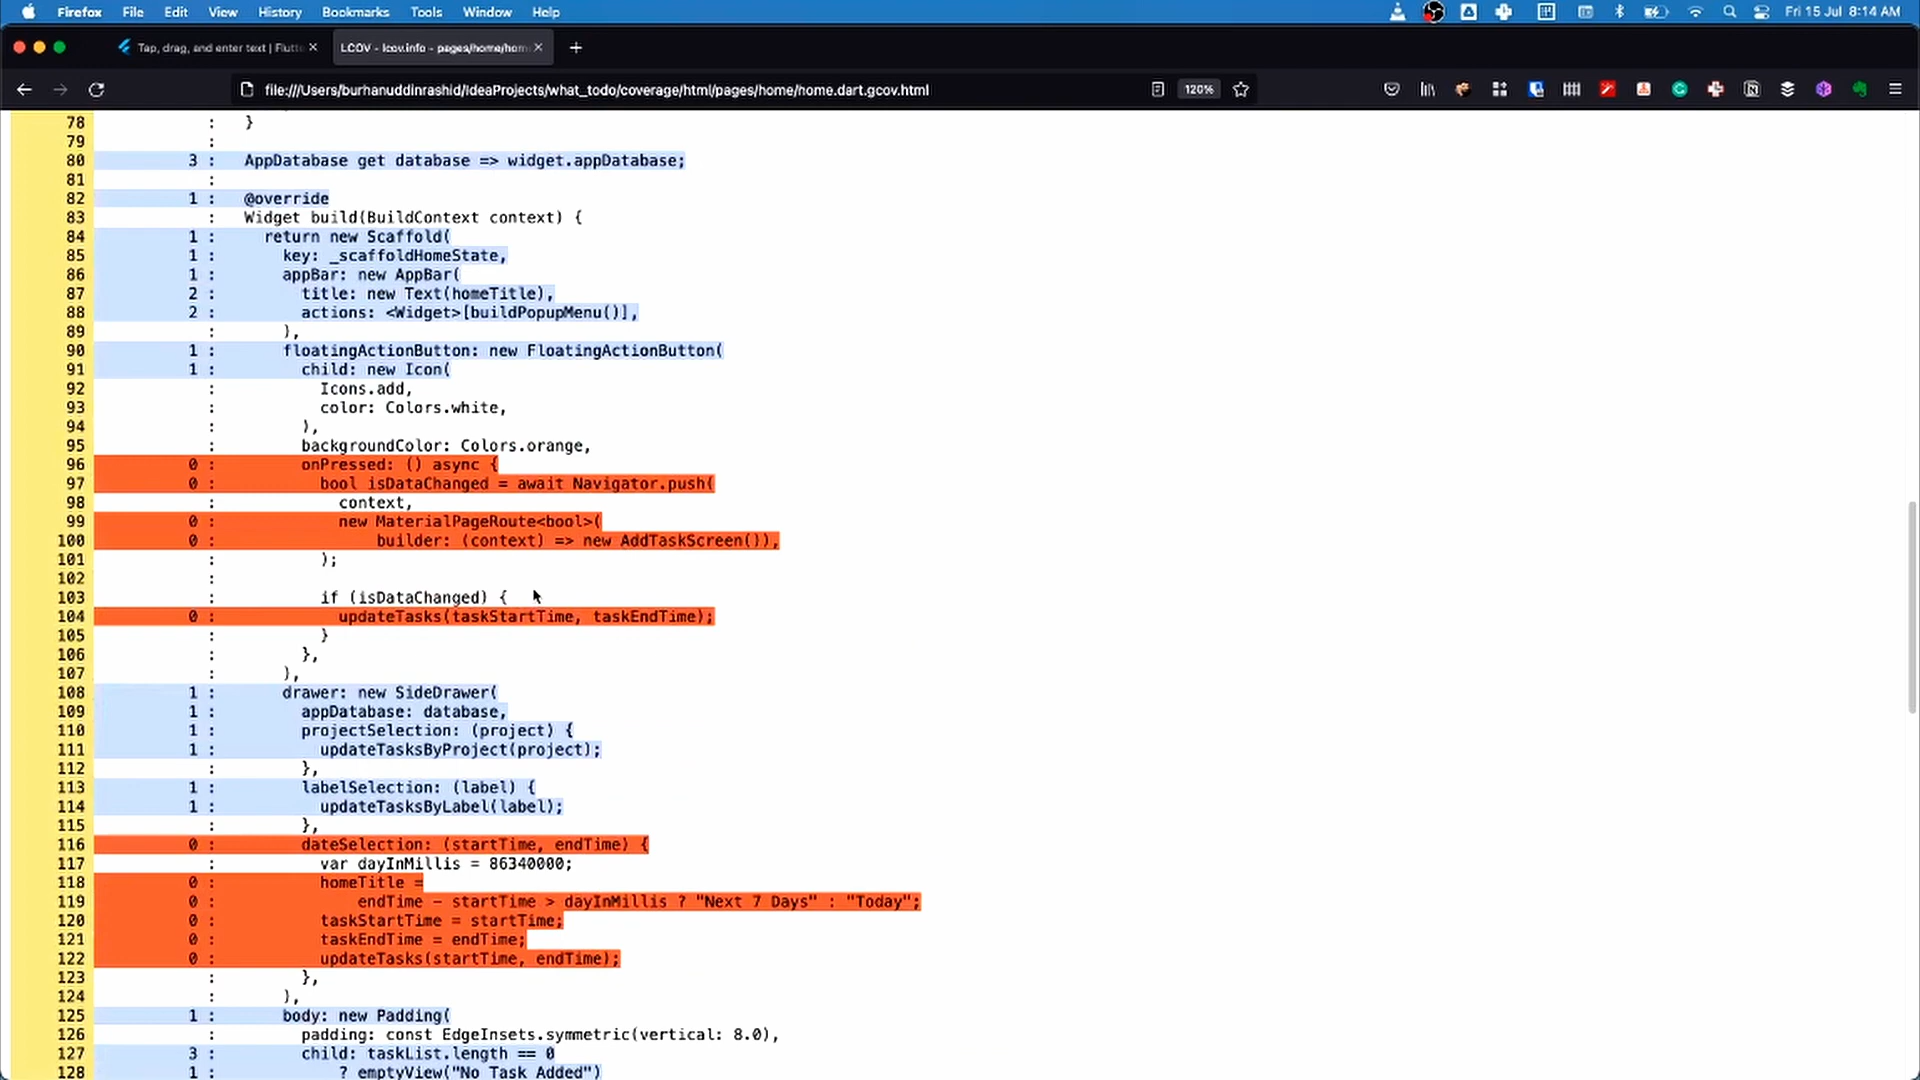 Firefox File Edit View History Bookmarks Tools Window Help Fri 15 Jul 8:14 AM
Tap, drag, and enter text | Flutte LCOV - lcov.info - pages/home/hom
file:///Users/burhanuddinrashid/IdeaProjects/what_todo/coverage/html/pages/home/home.dart.gcov.html 120%
78 : }
79 :
80 3 : AppDatabase get database => widget.appDatabase;
81 :
82 1 : @override
83 : Widget build(BuildContext context) {
84 1 : return new Scaffold(
85 1 : key: _scaffoldHomeState,
86 1 : appBar: new AppBar(
87 2 : title: new Text(homeTitle),
88 2 : actions: <Widget>[buildPopupMenu()],
89 : ),
90 1 : floatingActionButton: new FloatingActionButton(
91 1 : child: new Icon(
92 : Icons.add,
93 : color: Colors.white,
94 : ),
95 : backgroundColor: Colors.orange,
96 0 : onPressed: () async {
97 0 : bool isDataChanged = await Navigator.push(
98 : context,
99 0 : new MaterialPageRoute<bool>(
100 0 : builder: (context) => new AddTaskScreen()),
101 : );
102 :
103 : if (isDataChanged) {
104 0 : updateTasks(taskStartTime, taskEndTime);
105 : }
106 : },
107 : ),
108 1 : drawer: new SideDrawer(
109 1 : appDatabase: database,
110 1 : projectSelection: (project) {
111 1 : updateTasksByProject(project);
112 : },
113 1 : labelSelection: (label) {
114 1 : updateTasksByLabel(label);
115 : },
116 0 : dateSelection: (startTime, endTime) {
117 : var dayInMillis = 86340000;
118 0 : homeTitle =
119 0 : endTime - startTime > dayInMillis ? "Next 7 Days" : "Today";
120 0 : taskStartTime = startTime;
121 0 : taskEndTime = endTime;
122 0 : updateTasks(startTime, endTime);
123 : },
124 : ),
125 1 : body: new Padding(
126 : padding: const EdgeInsets.symmetric(vertical: 8.0),
127 3 : child: taskList.length == 0
128 1 : ? emptyView("No Task Added")